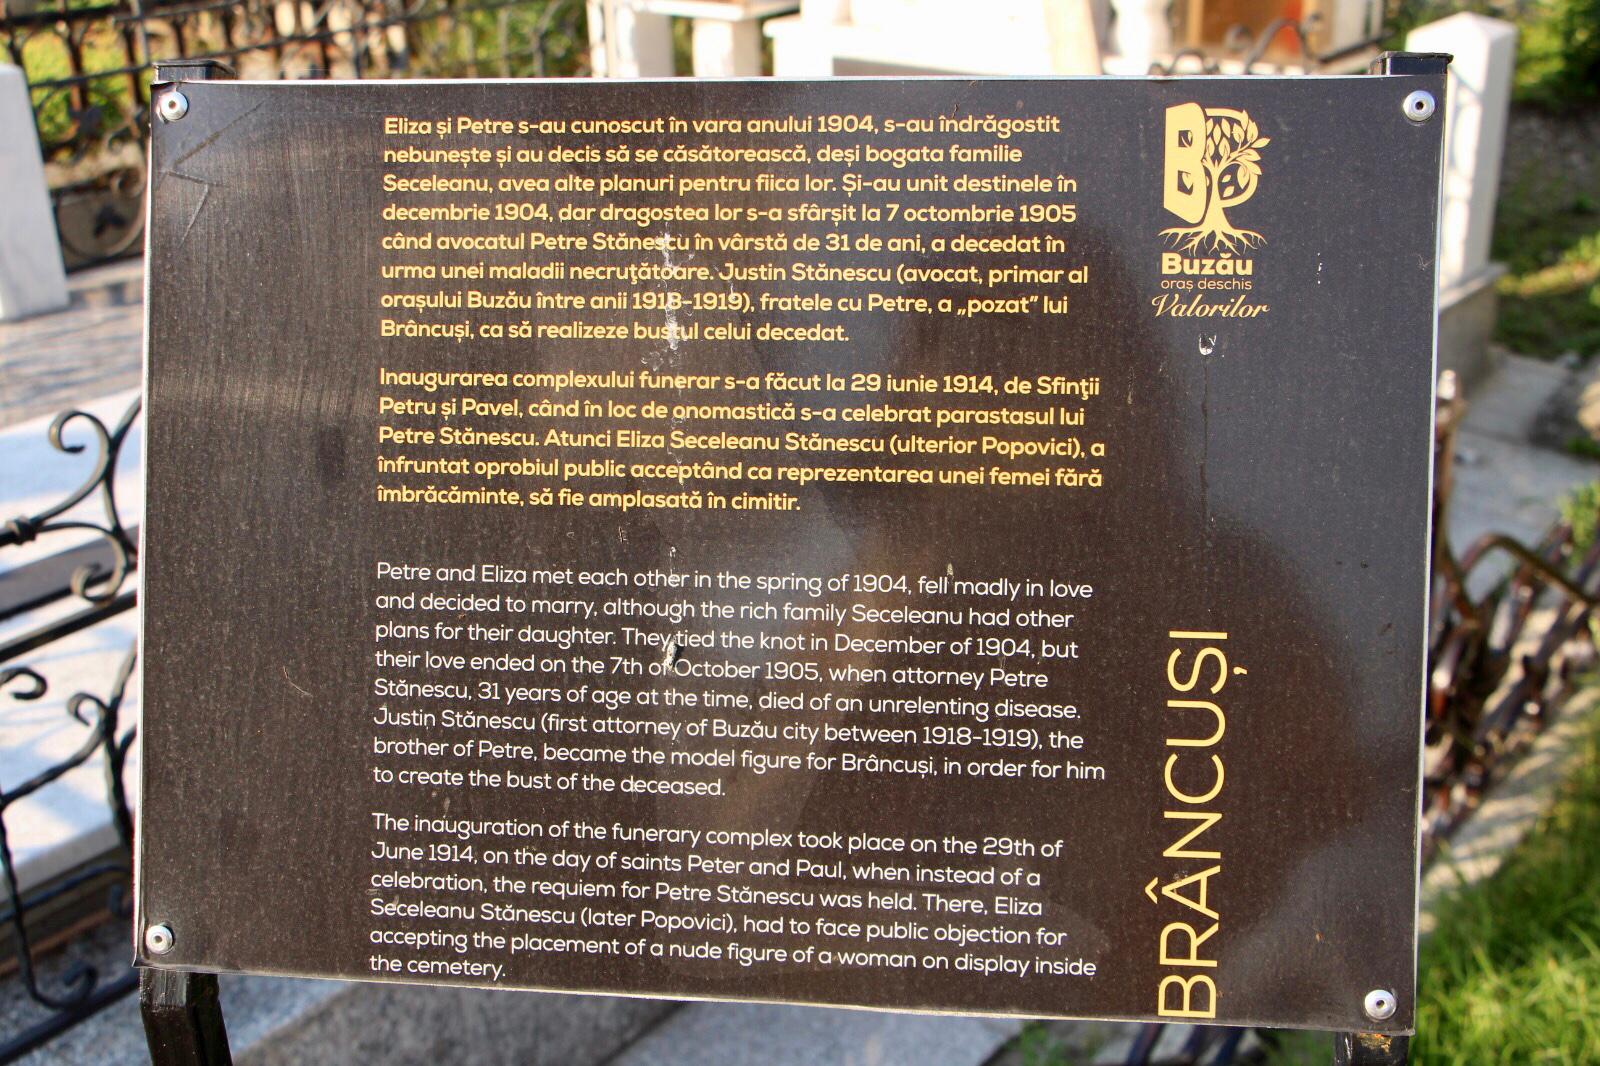 Eliza și Petre s-au cunoscut în vara anului 1904, s-au îndrăgostit
nebunește și au decis să se căsătorească, deși bogata familie
Seceleanu, avea alte planuri pentru fiica lor. Și-au unit destinele în
decembrie 1904, dar dragostea lor s-a sfârșit la 7 octombrie 1905
când avocatul Petre Stănescu în vârstă de 31 de ani, a decedat în
urma unei maladii necruţătoare. Justin Stănescu (avocat, primar al
orașului Buzău între anii 1918-1919), fratele cu Petre, a „pozat” lui
Brâncuși, ca să realizeze bustul celui decedat.
Inaugurarea complexului funerar s-a făcut la 29 iunie 1914, de Sfinţii
Petru și Pavel, când în loc de onomastică s-a celebrat parastasul lui
Petre Stănescu. Atunci Eliza Seceleanu Stănescu (ulterior Popovici), a
înfruntat oprobiul public acceptând ca reprezentarea unei femei fără
îmbrăcăminte, să fie amplasată în cimitir.
Petre and Eliza met each other in the spring of 1904, fell madly in love
and decided to marry, although the rich family Seceleanu had other
plans for their daughter. They tied the knot in December of 1904, but
their love ended on the 7th of October 1905, when attorney Petre
Stănescu, 31 years of age at the time, died of an unrelenting disease.
Justin Stănescu (first attorney of Buzău city between 1918-1919), the
brother of Petre, became the model figure for Brâncuși, in order for him
to create the bust of the deceased.
The inauguration of the funerary complex took place on the 29th of
June 1914, on the day of saints Peter and Paul, when instead of a
celebration, the requiem for Petre Stănescu was held. There, Eliza
Seceleanu Stănescu (later Popovici), had to face public objection for
accepting the placement of a nude figure of a woman on display inside
the cemetery.
B
Buzău
oraș deschis
Valorilor
BRÂNCUȘI